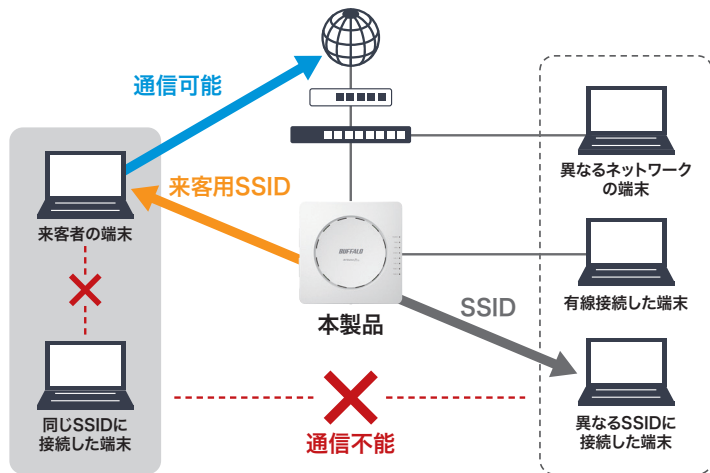 通信可能
来客用SSID
来客者の端末
同じSSIDに
接続した端末
BUFFALO
本製品
SSID
通信不能
異なるネットワーク
の端末
有線接続した端末
異なるSSIDに
接続した端末